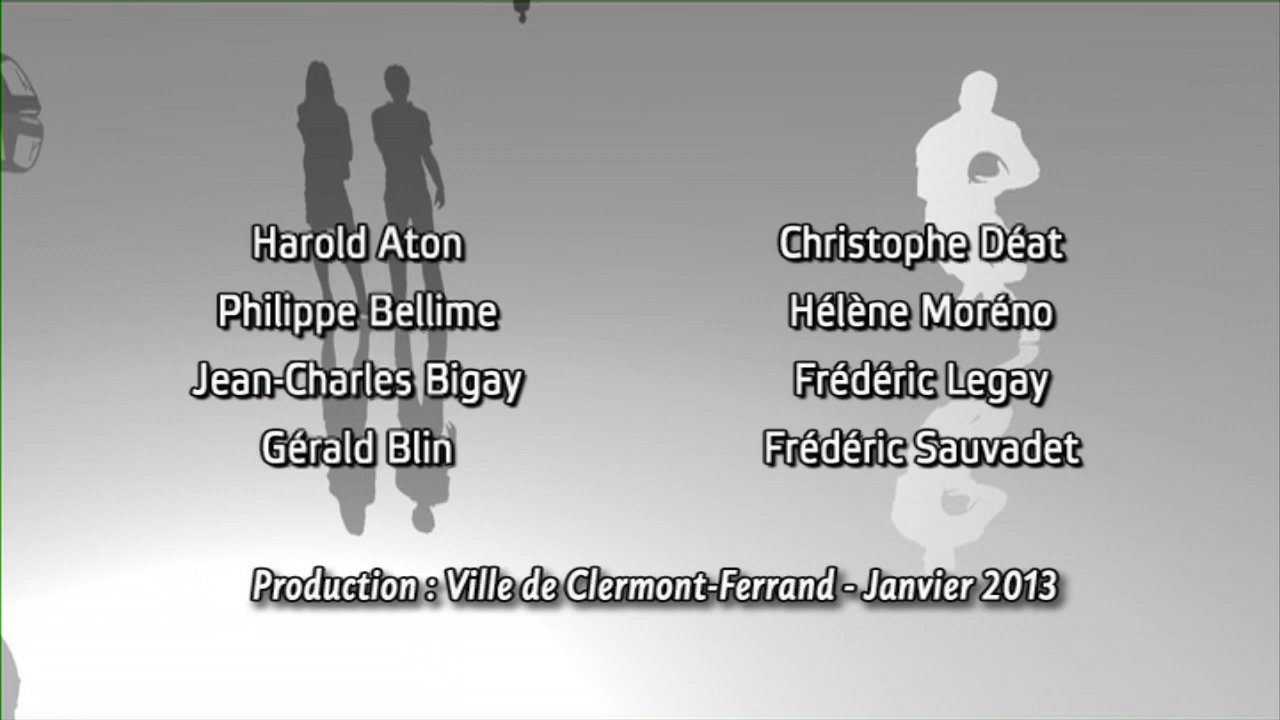 Harold Aton
Philippe Bellime
Jean-Charles Bigay
Gérald Blin
Christophe Déat
Hélène Moréno
Frédéric Legay
Frédéric Sauvadet
Production : Ville de Clermont-Ferrand - Janvier 2013